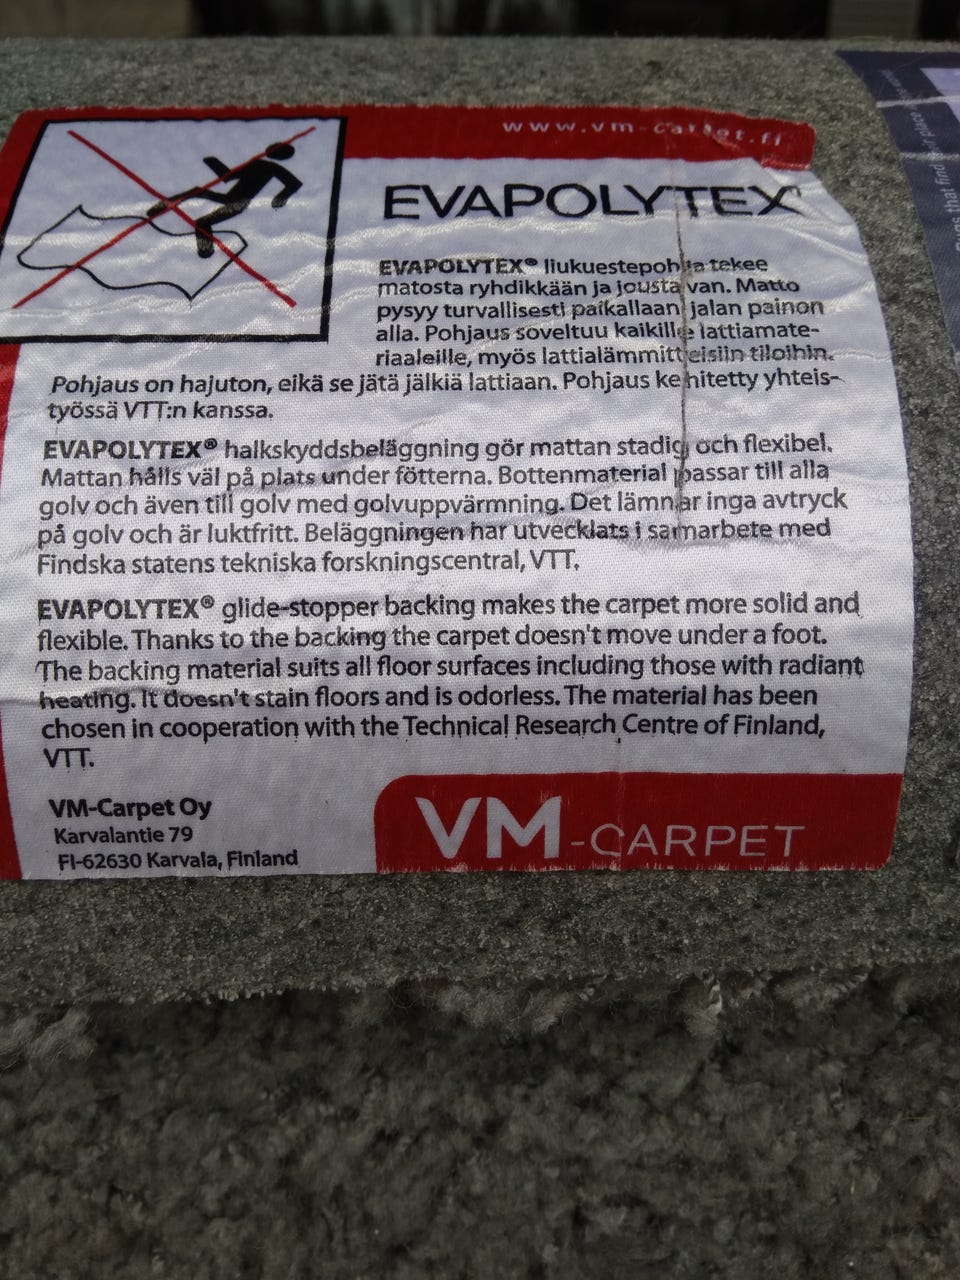 www.vm-carpet.fi
EVAPOLYTEX®
EVAPOLYTEX® liukuestepohja tekee
matosta ryhdikkään ja joustavan. Matto
pysyy turvallisesti paikallaan jalan painon
alla. Pohjaus soveltuu kaikille lattiamate-
riaaleille, myös lattialämmitteisiin tiloihin.
Pohjaus on hajuton, eikä se jätä jälkiä lattiaan. Pohjaus kehitetty yhteis-
työssä VTT:n kanssa.
EVAPOLYTEX® halkskyddsbeläggning gör mattan stadig och flexibel.
Mattan hålls väl på plats under fötterna. Bottenmaterial passar till alla
golv och även till golv med golvuppvärmning. Det lämnar inga avtryck
på golv och är luktfritt. Beläggningen har utvecklats i samarbete med
Findska statens tekniska forskningscentral, VTT.
EVAPOLYTEX® glide-stopper backing makes the carpet more solid and
flexible. Thanks to the backing the carpet doesn't move under a foot.
The backing material suits all floor surfaces including those with radiant
heating. It doesn't stain floors and is odorless. The material has been
chosen in cooperation with the Technical Research Centre of Finland,
VTT.
VM-Carpet Oy
Karvalantie 79
FI-62630 Karvala, Finland
VM-CARPET
that find their place